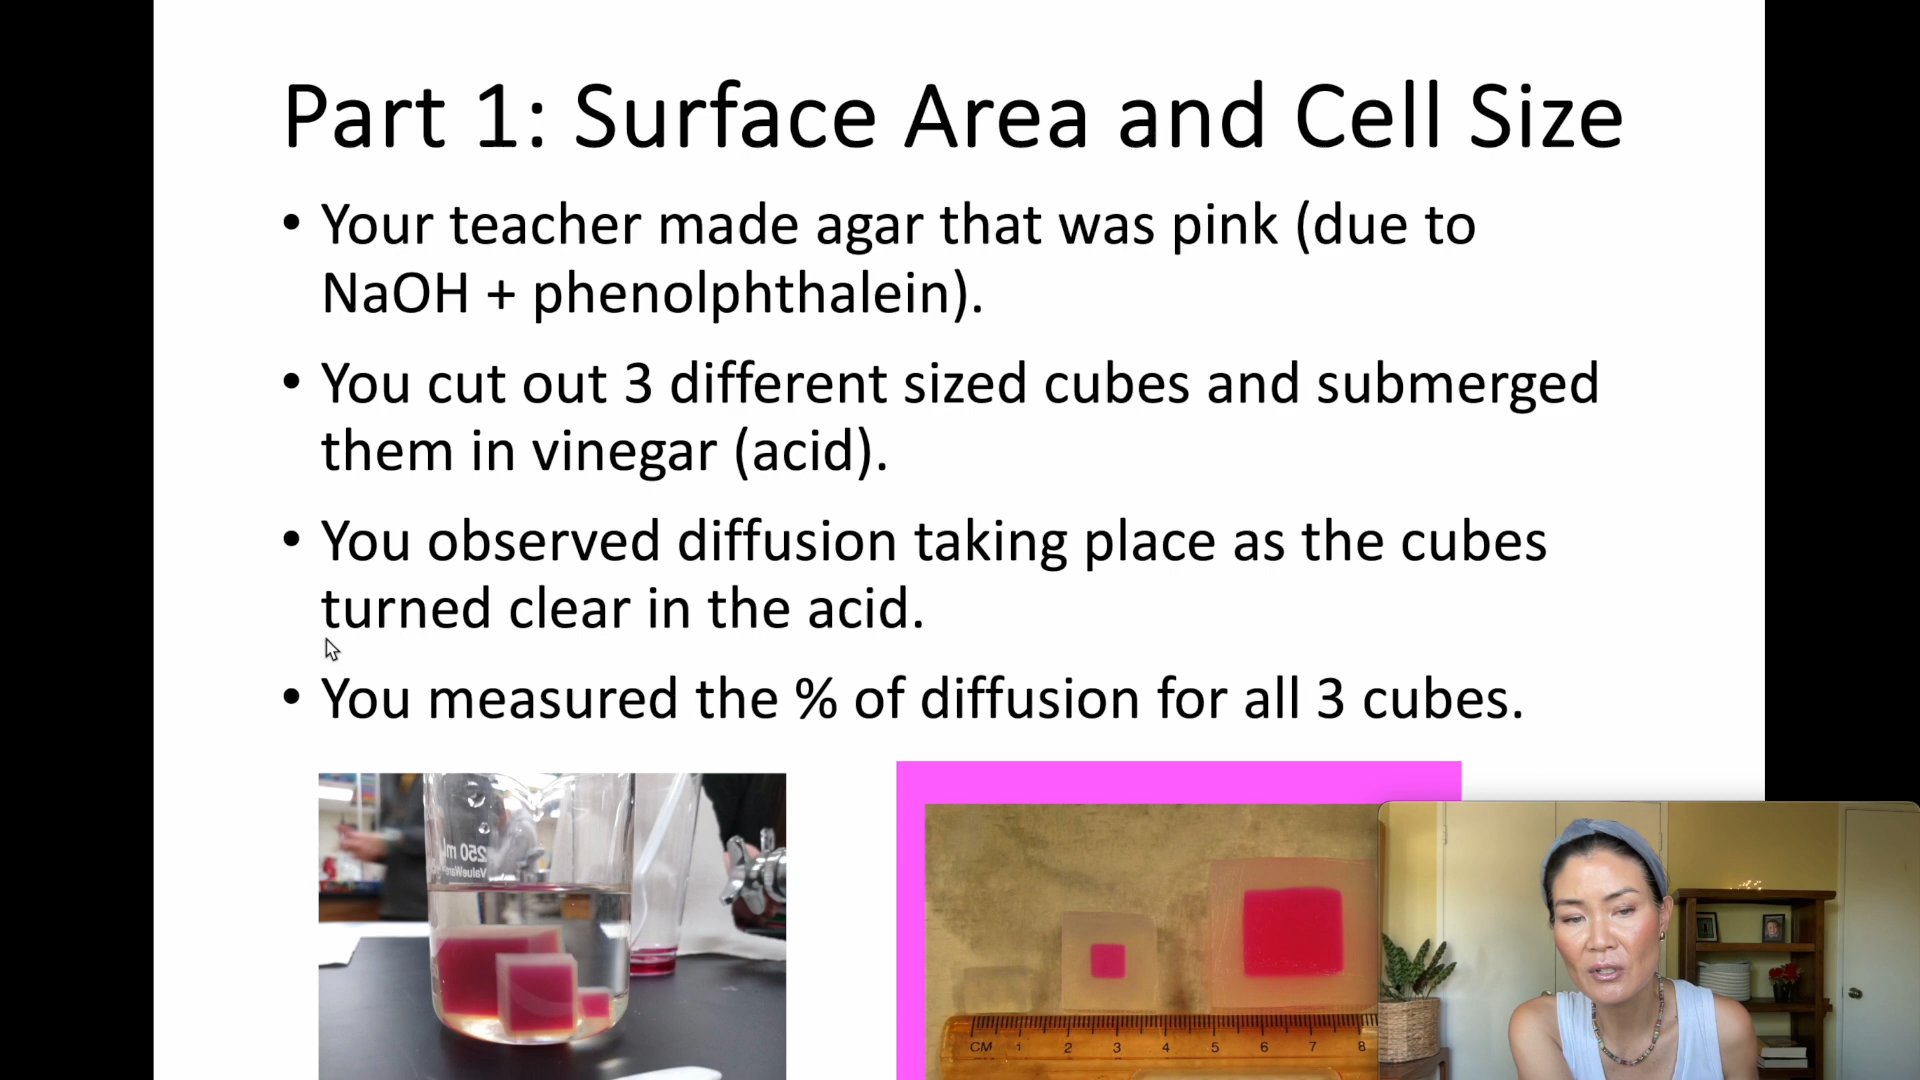 Part 1: Surface Area and Cell Size
• Your teacher made agar that was pink (due to
NaOH + phenolphthalein).
• You cut out 3 different sized cubes and submerged
them in vinegar (acid).
• You observed diffusion taking place as the cubes
turned clear in the acid.
• You measured the % of diffusion for all 3 cubes.
250 ml
ValueWare
CM 1 2 3 4 5 6 7 8